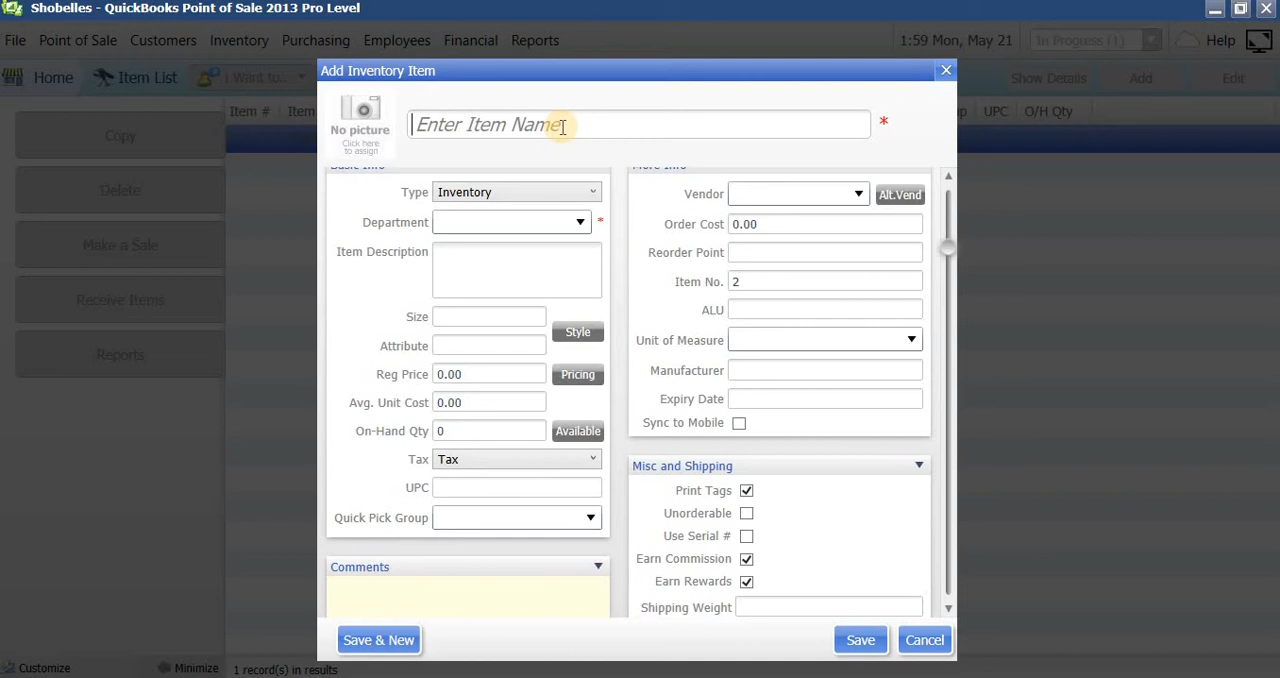 Shobelles - QuickBooks Point of Sale 2013 Pro Level
File Point of Sale Customers Inventory Purchasing Employees Financial Reports 1:59 Mon, May 21 In Progress (1) Help
Home Item List I Want to... Show Details Add Edit
Item # Item UPC O/H Qty
Copy
Delete
Make a Sale
Receive Items
Reports
Add Inventory Item
No picture
Click here
to assign
Enter Item Name *
Basic Info
Type Inventory
Department *
Item Description
Size
Style
Attribute
Reg Price 0.00 Pricing
Avg. Unit Cost 0.00
On-Hand Qty 0 Available
Tax Tax
UPC
Quick Pick Group
Comments
More Info
Vendor Alt.Vend
Order Cost 0.00
Reorder Point
Item No. 2
ALU
Unit of Measure
Manufacturer
Expiry Date
Sync to Mobile
Misc and Shipping
Print Tags
Unorderable
Use Serial #
Earn Commission
Earn Rewards
Shipping Weight
Save & New Save Cancel
Customize Minimize 1 record(s) in results